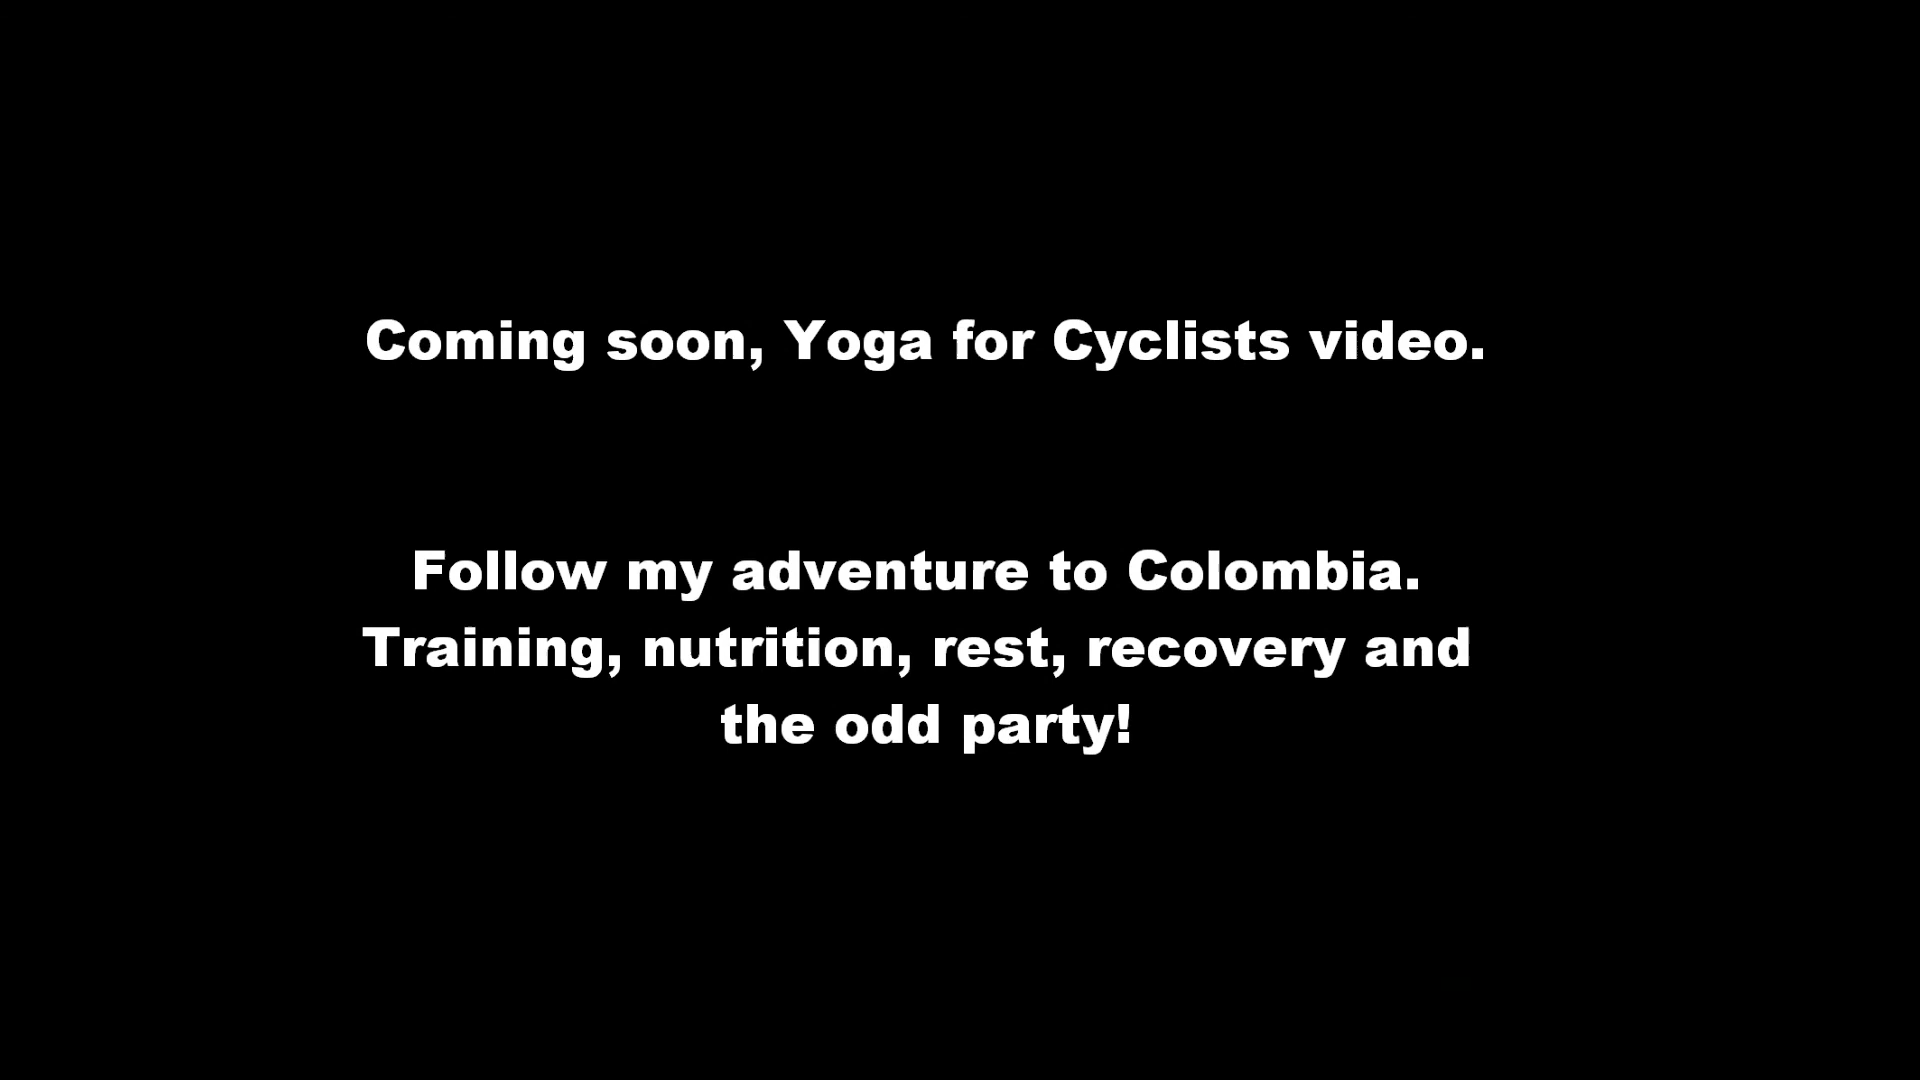 Coming soon, Yoga for Cyclists video.
Follow my adventure to Colombia.
Training, nutrition, rest, recovery and
the odd party!